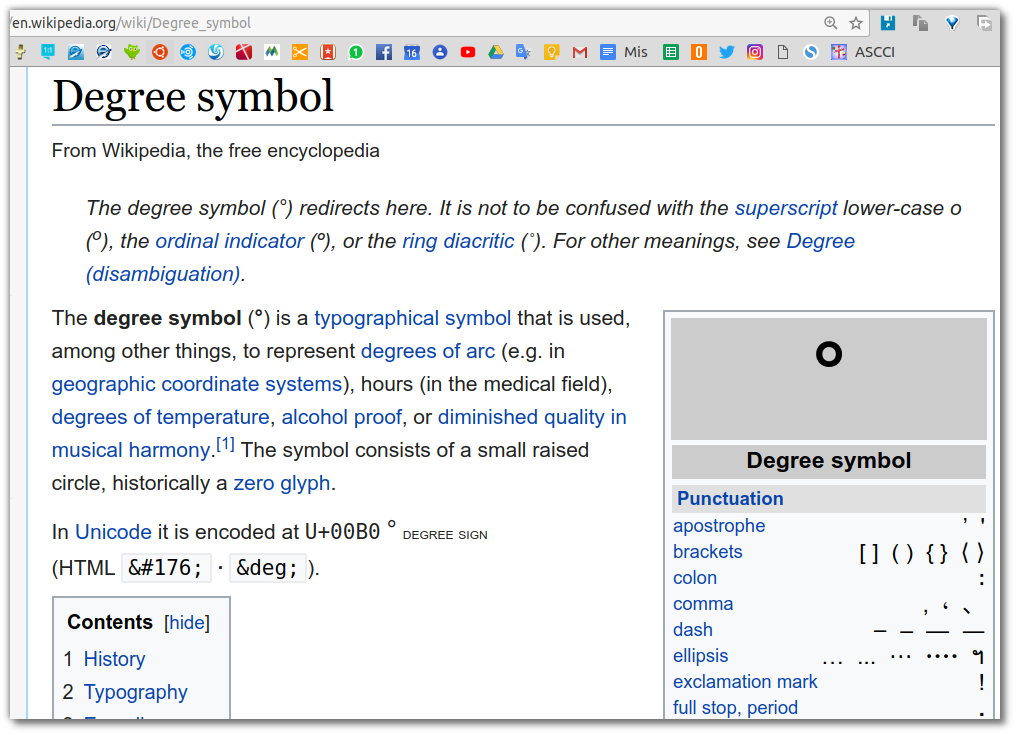 /en.wikipedia.org/wiki/Degree_symbol
16 Mis ASCCI
Degree symbol
From Wikipedia, the free encyclopedia
The degree symbol (°) redirects here. It is not to be confused with the superscript lower-case o
(o), the ordinal indicator (º), or the ring diacritic (˚). For other meanings, see Degree
(disambiguation).
The degree symbol (°) is a typographical symbol that is used,
among other things, to represent degrees of arc (e.g. in
geographic coordinate systems), hours (in the medical field),
degrees of temperature, alcohol proof, or diminished quality in
musical harmony.[1] The symbol consists of a small raised
circle, historically a zero glyph.
In Unicode it is encoded at U+00B0 ° DEGREE SIGN
(HTML &#176; · &deg; ).
Contents [hide]
1 History
2 Typography
°
Degree symbol
Punctuation
apostrophe ’ '
brackets [ ] ( ) { } ⟨ ⟩
colon :
comma , ، 、
dash ‒ – — ―
ellipsis … ... ⋯ ᠁ ฯ
exclamation mark !
full stop, period .